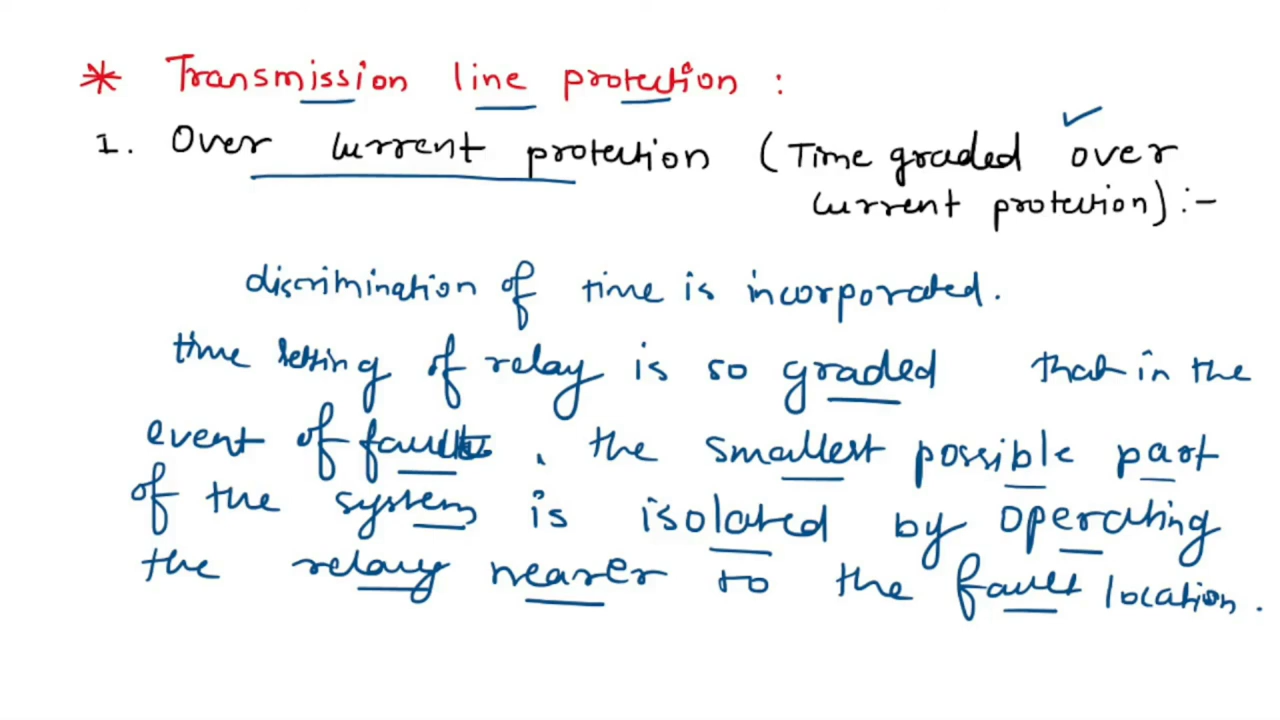 * Transmission line protection :
1. Over current protection (Time graded over
current protection) :-
discrimination of time is incorporated.
time setting of relay is so graded that in the
event of fault, the smallest possible part
of the system is isolated by operating
the relay nearer to the fault location.